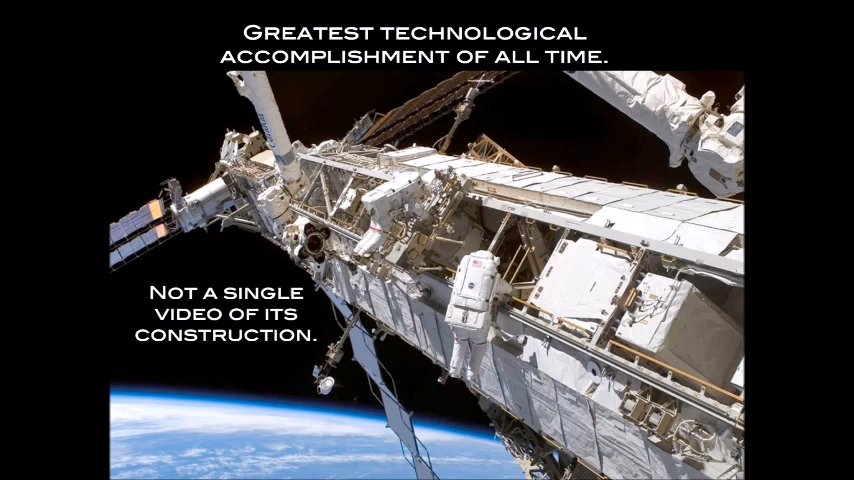 Greatest technological
accomplishment of all time.
Not a single
video of its
construction.